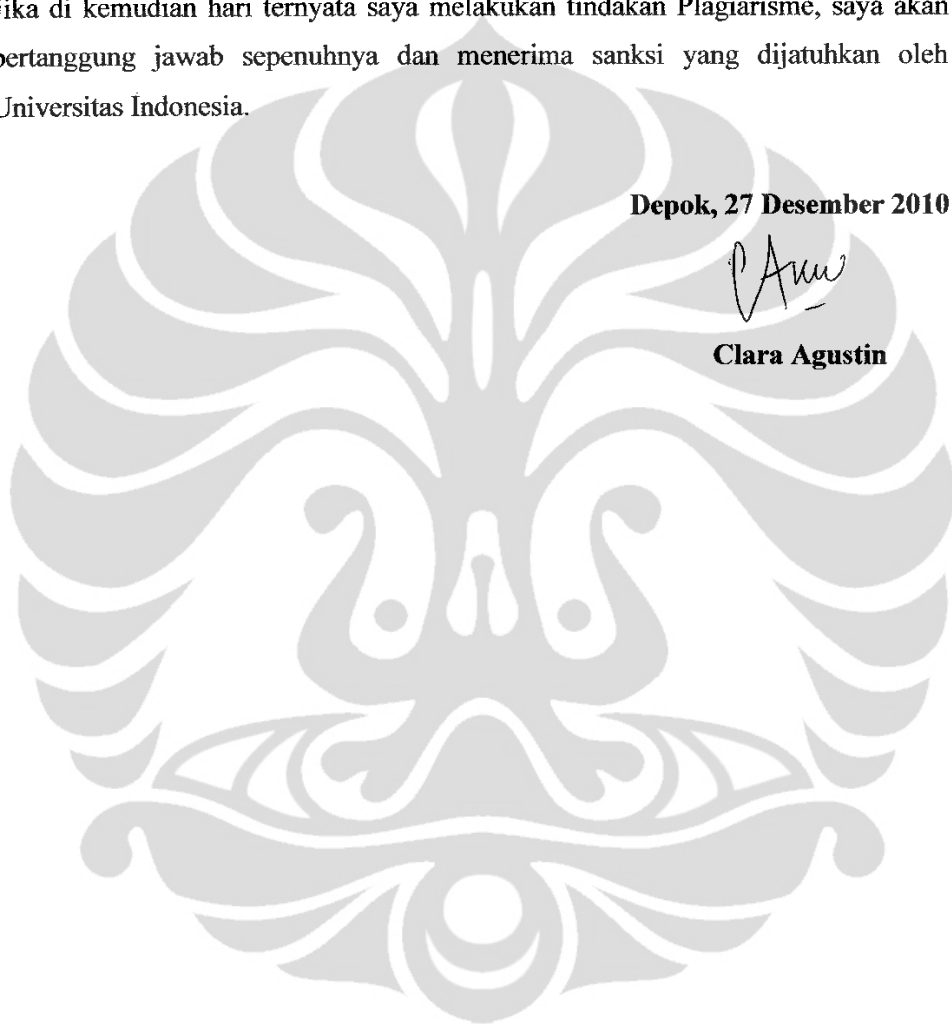 ika di kemudian hari ternyata saya melakukan tindakan Plagiarisme, saya akan
bertanggung jawab sepenuhnya dan menerima sanksi yang dijatuhkan oleh
Universitas Indonesia.
Depok, 27 Desember 2010
Clara Agustin